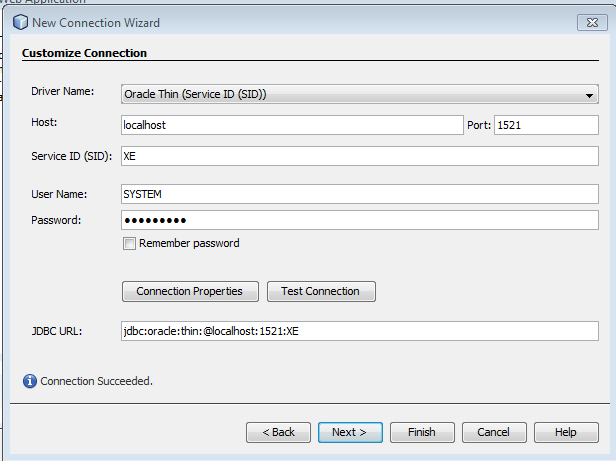 Web Application
New Connection Wizard
Customize Connection
Driver Name: Oracle Thin (Service ID (SID))
Host: localhost Port: 1521
Service ID (SID): XE
User Name: SYSTEM
Password: •••••••••
Remember password
Connection Properties Test Connection
JDBC URL: jdbc:oracle:thin:@localhost:1521:XE
Connection Succeeded.
< Back Next > Finish Cancel Help